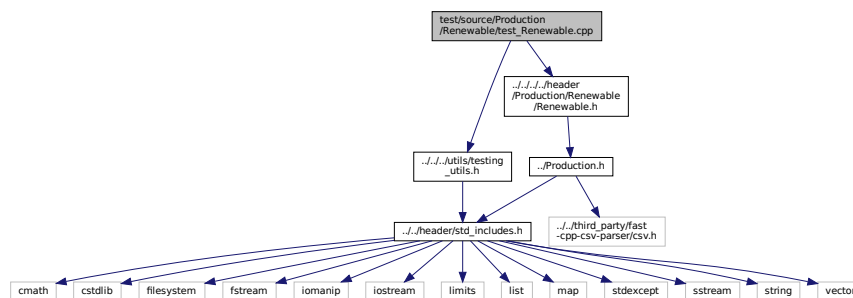 test/source/Production
/Renewable/test_Renewable.cpp
../../../../header
/Production/Renewable
/Renewable.h
../../../utils/testing
_utils.h
../Production.h
../../header/std_includes.h
../../third_party/fast
-cpp-csv-parser/csv.h
cmath
cstdlib
filesystem
fstream
iomanip
iostream
limits
list
map
stdexcept
sstream
string
vector